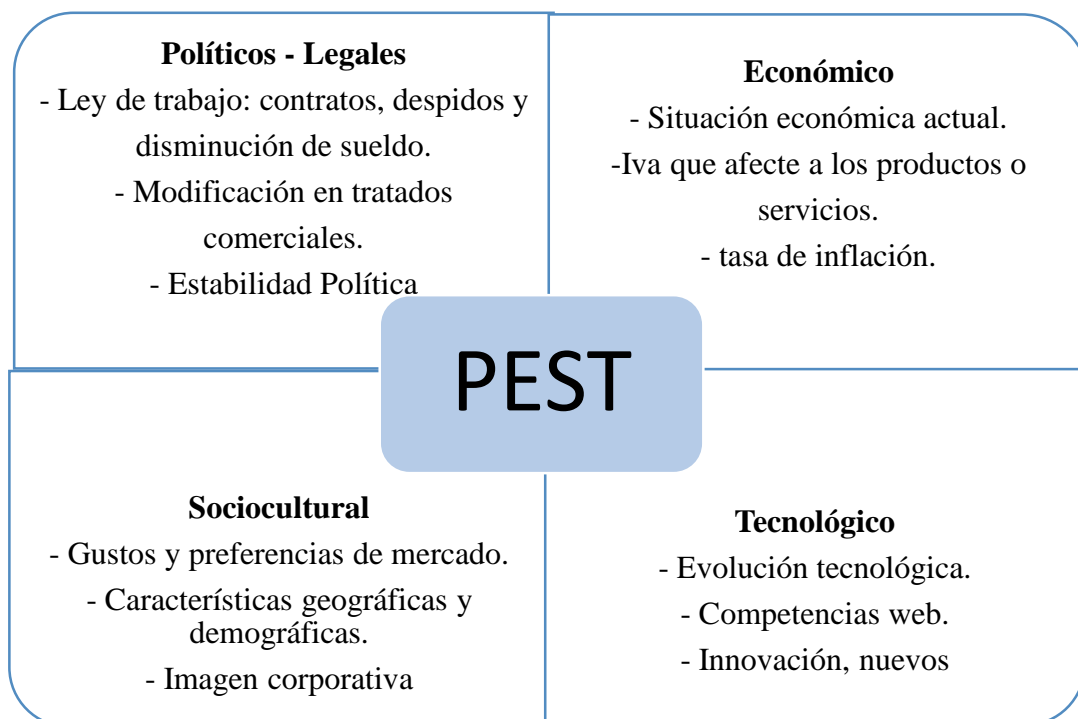 Políticos - Legales
- Ley de trabajo: contratos, despidos y
disminución de sueldo.
- Modificación en tratados
comerciales.
- Estabilidad Política
Económico
- Situación económica actual.
-Iva que afecte a los productos o
servicios.
- tasa de inflación.
PEST
Sociocultural
- Gustos y preferencias de mercado.
- Características geográficas y
demográficas.
- Imagen corporativa
Tecnológico
- Evolución tecnológica.
- Competencias web.
- Innovación, nuevos